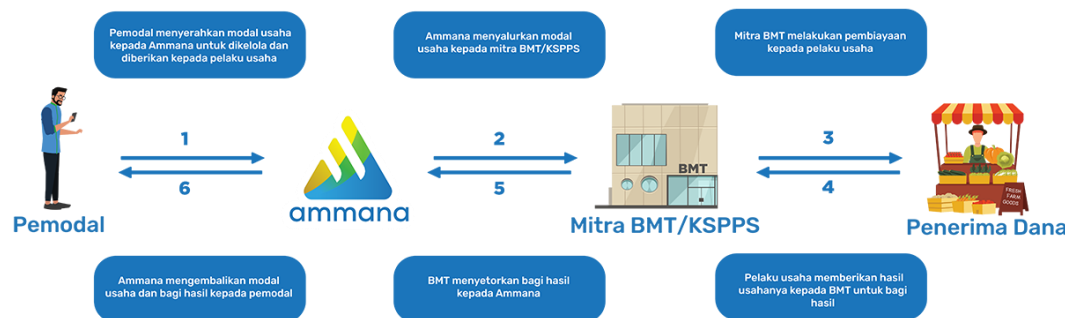 Pemodal menyerahkan modal usaha
kepada Ammana untuk dikelola dan
diberikan kepada pelaku usaha
Ammana menyalurkan modal
usaha kepada mitra BMT/KSPPS
Mitra BMT melakukan pembiayaan
kepada pelaku usaha
1
6
2
5
3
4
BMT
FRESH
FARM
GOODS
Pemodal
ammana
Mitra BMT/KSPPS
Penerima Dana
Ammana mengembalikan modal
usaha dan bagi hasil kepada pemodal
BMT menyetorkan bagi hasil
kepada Ammana
Pelaku usaha memberikan hasil
usahanya kepada BMT untuk bagi
hasil